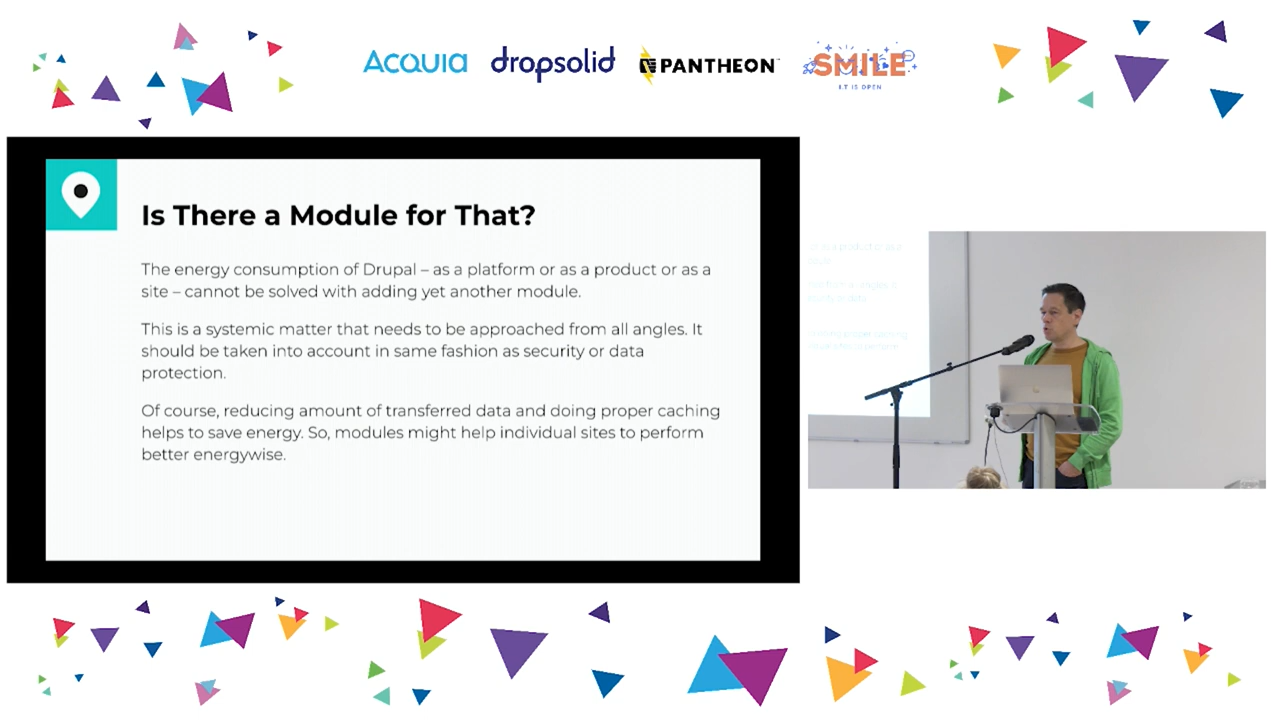 ACQUIA dropsolid PANTHEON SMILE
I.T IS OPEN
Is There a Module for That?
The energy consumption of Drupal – as a platform or as a product or as a
site – cannot be solved with adding yet another module.
This is a systemic matter that needs to be approached from all angles. It
should be taken into account in same fashion as security or data
protection.
Of course, reducing amount of transferred data and doing proper caching
helps to save energy. So, modules might help individual sites to perform
better energywise.